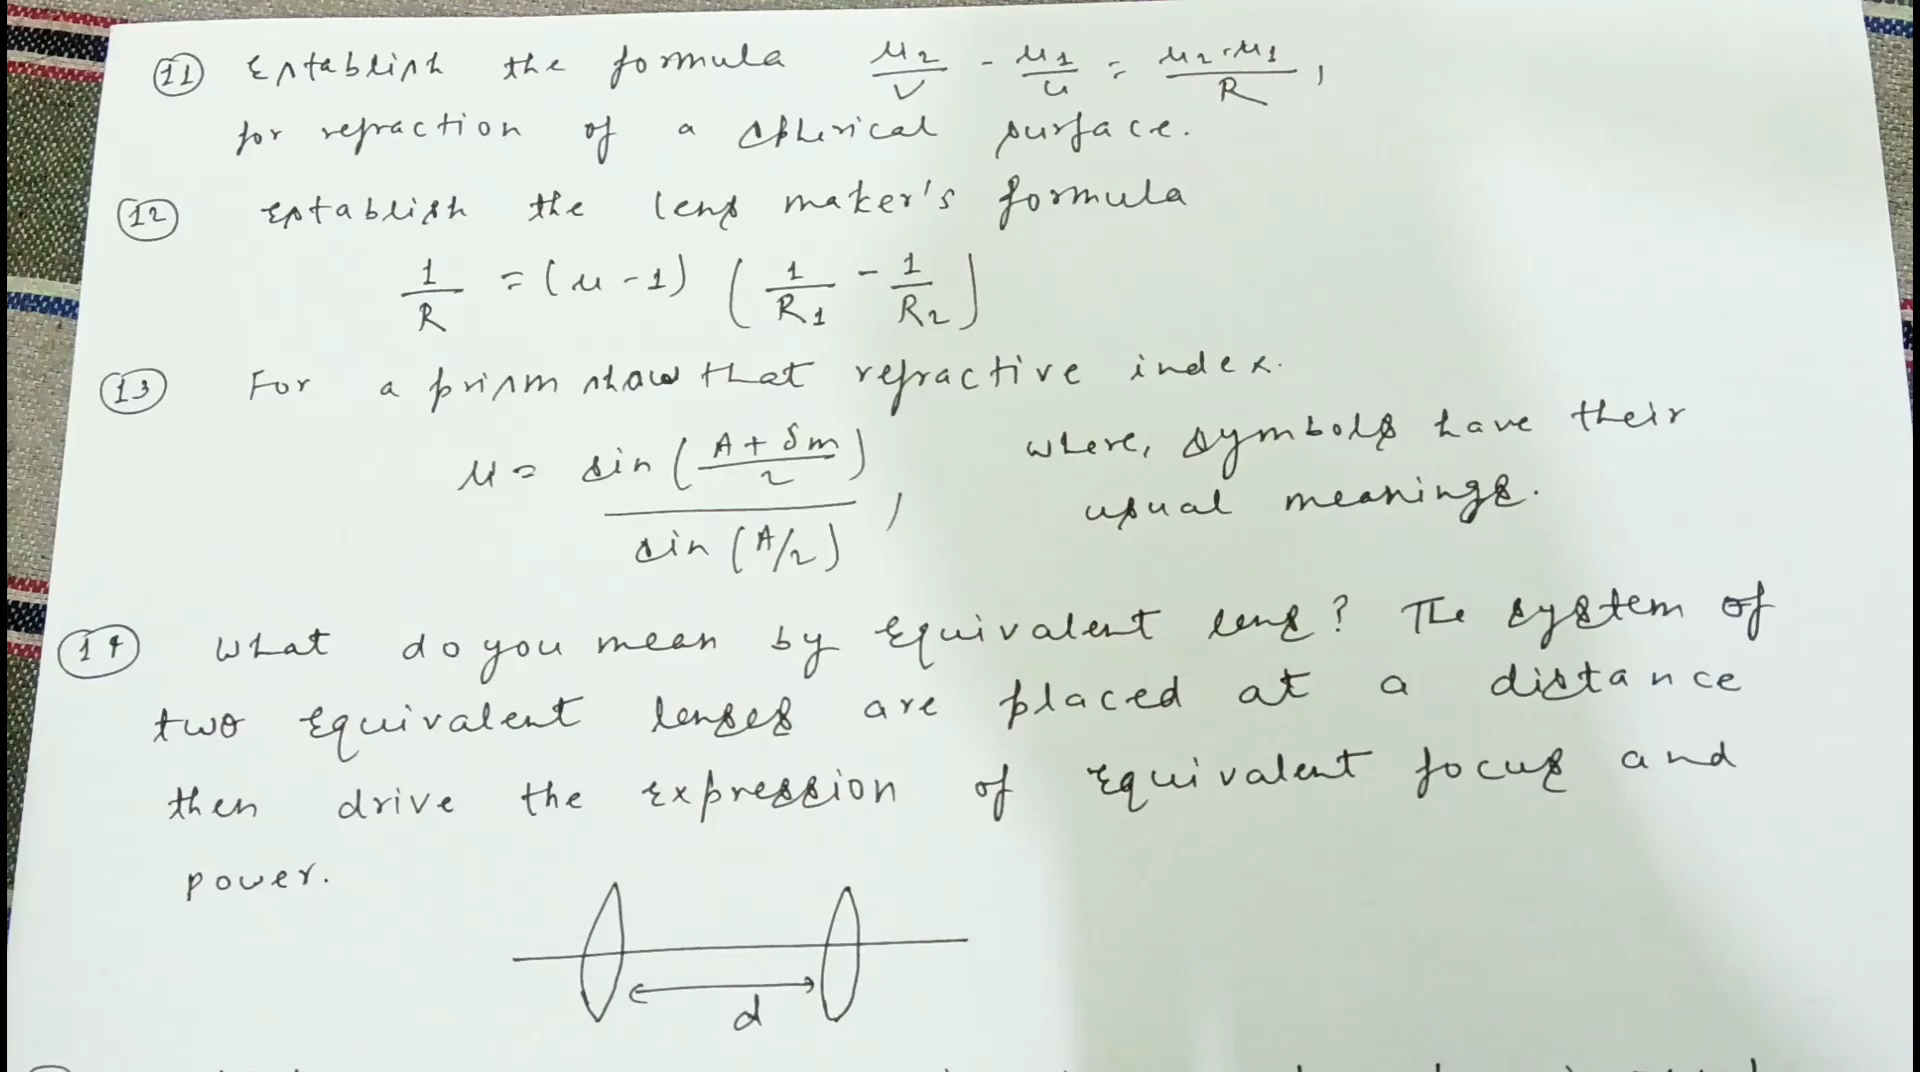 (11) Establish the formula μ2/v - μ1/u = μ2-μ1/R,
for refraction of a spherical surface.
(12) Establish the lens maker's formula
1/R = (μ-1) (1/R1 - 1/R2)
(13) For a prism show that refractive index.
μ = sin (A+δm/2) / sin (A/2), where, symbols have their
usual meanings.
(14) What do you mean by Equivalent lens? The system of
two Equivalent lenses are placed at a distance
then drive the expression of Equivalent focus and
power.
d